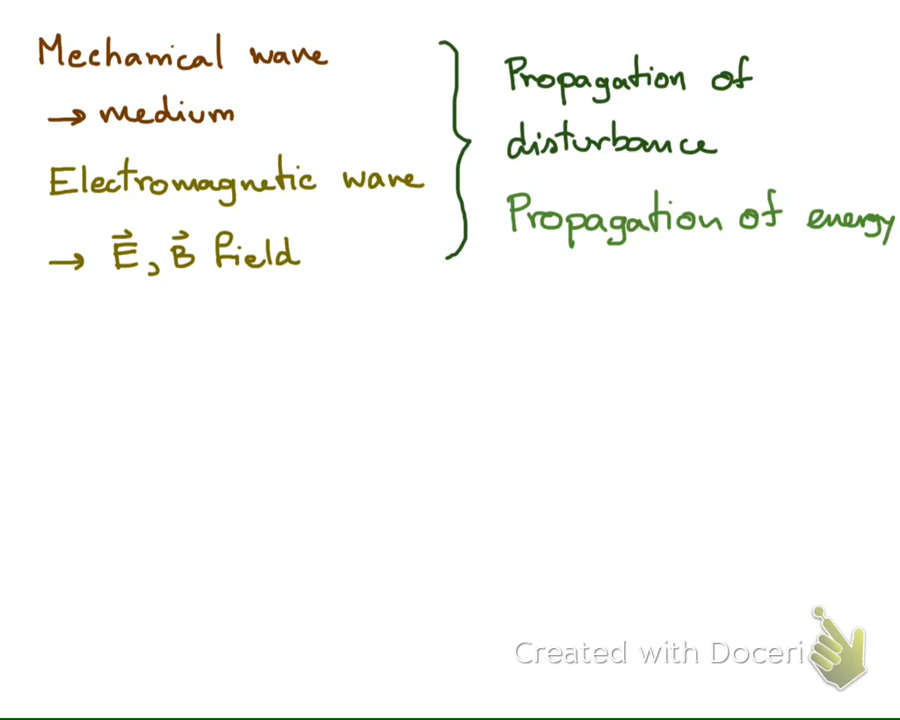 Mechanical wave
→ medium
Electromagnetic wave
→ E⃗, B⃗ field
Propagation of
disturbance
Propagation of energy
Created with Doceri